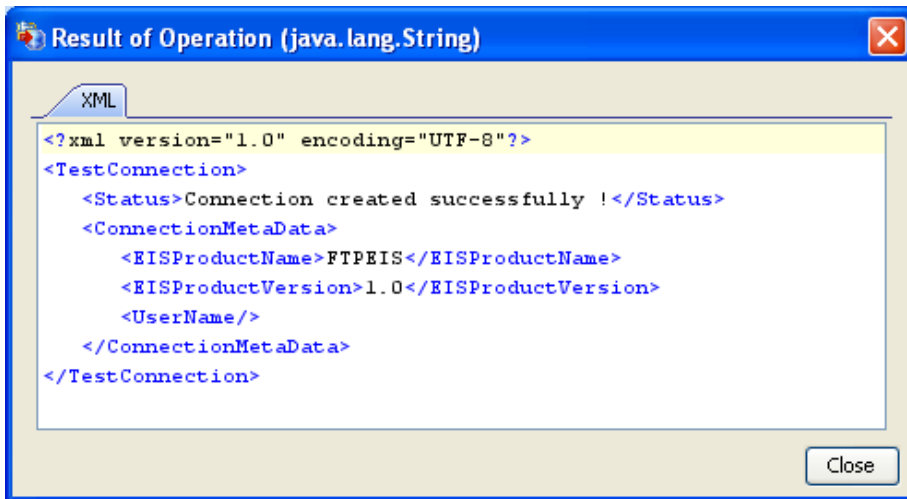 Result of Operation (java.lang.String)
XML
<?xml version="1.0" encoding="UTF-8"?>
<TestConnection>
<Status>Connection created successfully !</Status>
<ConnectionMetaData>
<EISProductName>FTPEIS</EISProductName>
<EISProductVersion>1.0</EISProductVersion>
<UserName/>
</ConnectionMetaData>
</TestConnection>
Close